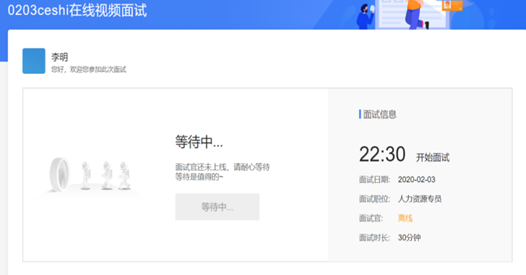 0203ceshi在线视频面试
李明
您好，欢迎您参加此次面试
等待中...
面试官还未上线，请耐心等待
等待是值得的~
等待中...
面试信息
22:30 开始面试
面试日期: 2020-02-03
面试职位: 人力资源专员
面试官: 离线
面试时长: 30分钟